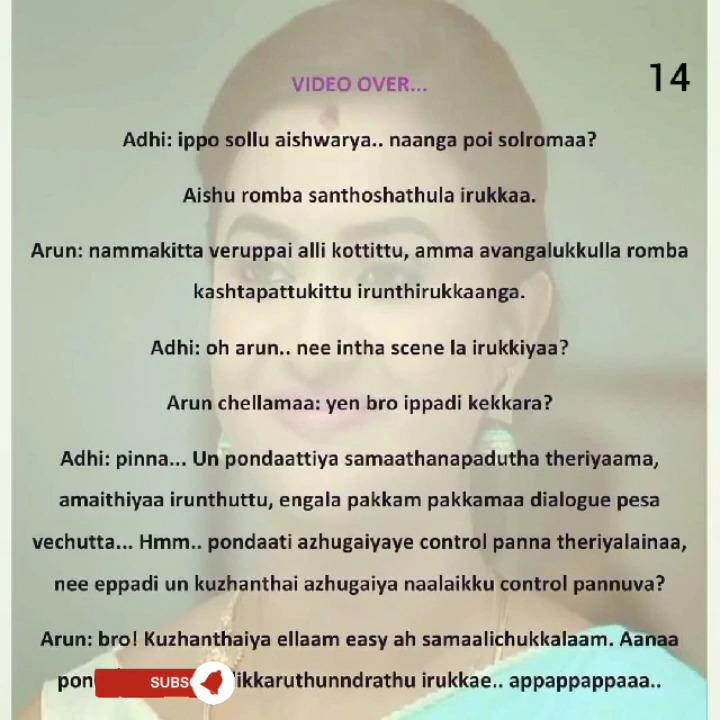 14
VIDEO OVER...
Adhi: ippo sollu aishwarya.. naanga poi solromaa?
Aishu romba santhoshathula irukkaa.
Arun: nammakitta veruppai alli kottittu, amma avangalukkulla romba
kashtapattukittu irunthirukkaanga.
Adhi: oh arun.. nee intha scene la irukkiyaa?
Arun chellamaa: yen bro ippadi kekkara?
Adhi: pinna... Un pondaattiya samaathanapadutha theriyaama,
amaithiyaa irunthuttu, engala pakkam pakkamaa dialogue pesa
vechutta... Hmm.. pondaati azhugaiyaye control panna theriyalainaa,
nee eppadi un kuzhanthai azhugaiya naalaikku control pannuva?
Arun: bro! Kuzhanthaiya ellaam easy ah samaalichukkalaam. Aanaa
irukkae.. appappappaaa..
SUBS